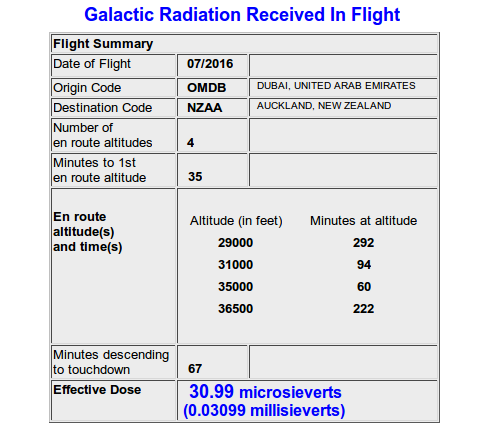 Galactic Radiation Received In Flight
Flight Summary
Date of Flight 07/2016
Origin Code OMDB DUBAI, UNITED ARAB EMIRATES
Destination Code NZAA AUCKLAND, NEW ZEALAND
Number of
en route altitudes 4
Minutes to 1st
en route altitude 35
En route
altitude(s)
and time(s)
Altitude (in feet) Minutes at altitude
29000 292
31000 94
35000 60
36500 222
Minutes descending
to touchdown 67
Effective Dose 30.99 microsieverts
(0.03099 millisieverts)